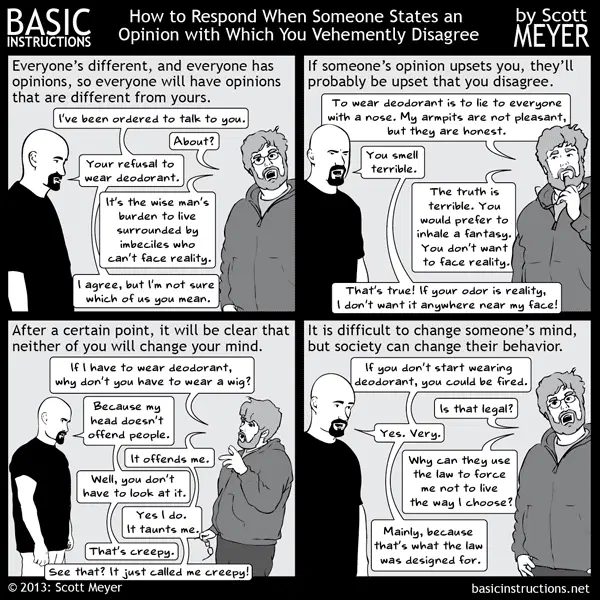 BASIC
INSTRUCTIONS
How to Respond When Someone States an
Opinion with Which You Vehemently Disagree
by Scott
MEYER
Everyone's different, and everyone has
opinions, so everyone will have opinions
that are different from yours.
I've been ordered to talk to you.
About?
Your refusal to
wear deodorant.
It's the wise man's
burden to live
surrounded by
imbeciles who
can't face reality.
I agree, but I'm not sure
which of us you mean.
If someone's opinion upsets you, they'll
probably be upset that you disagree.
To wear deodorant is to lie to everyone
with a nose. My armpits are not pleasant,
but they are honest.
You smell
terrible.
The truth is
terrible. You
would prefer to
inhale a fantasy.
You don't want
to face reality.
That's true! If your odor is reality,
I don't want it anywhere near my face!
After a certain point, it will be clear that
neither of you will change your mind.
If I have to wear deodorant,
why don't you have to wear a wig?
Because my
head doesn't
offend people.
It offends me.
Well, you don't
have to look at it.
Yes I do.
It taunts me.
That's creepy.
See that? It just called me creepy!
It is difficult to change someone's mind,
but society can change their behavior.
If you don't start wearing
deodorant, you could be fired.
Is that legal?
Yes. Very.
Why can they use
the law to force
me not to live
the way I choose?
Mainly, because
that's what the law
was designed for.
© 2013: Scott Meyer
basicinstructions.net